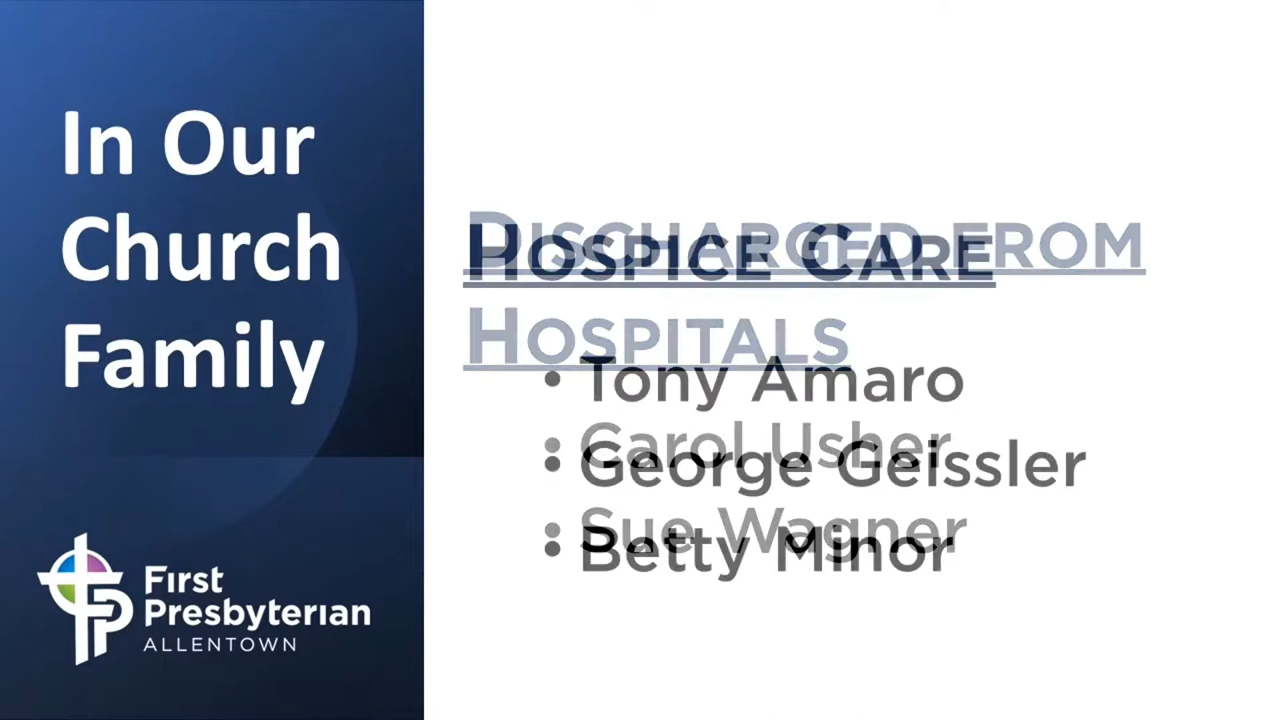 In Our
Church
Family
First
Presbyterian
ALLENTOWN
DISCHARGED FROM
HOSPITALS
• Carol Usher
• Sue Wagner
HOSPICE CARE
• Tony Amaro
• George Geissler
• Betty Minor